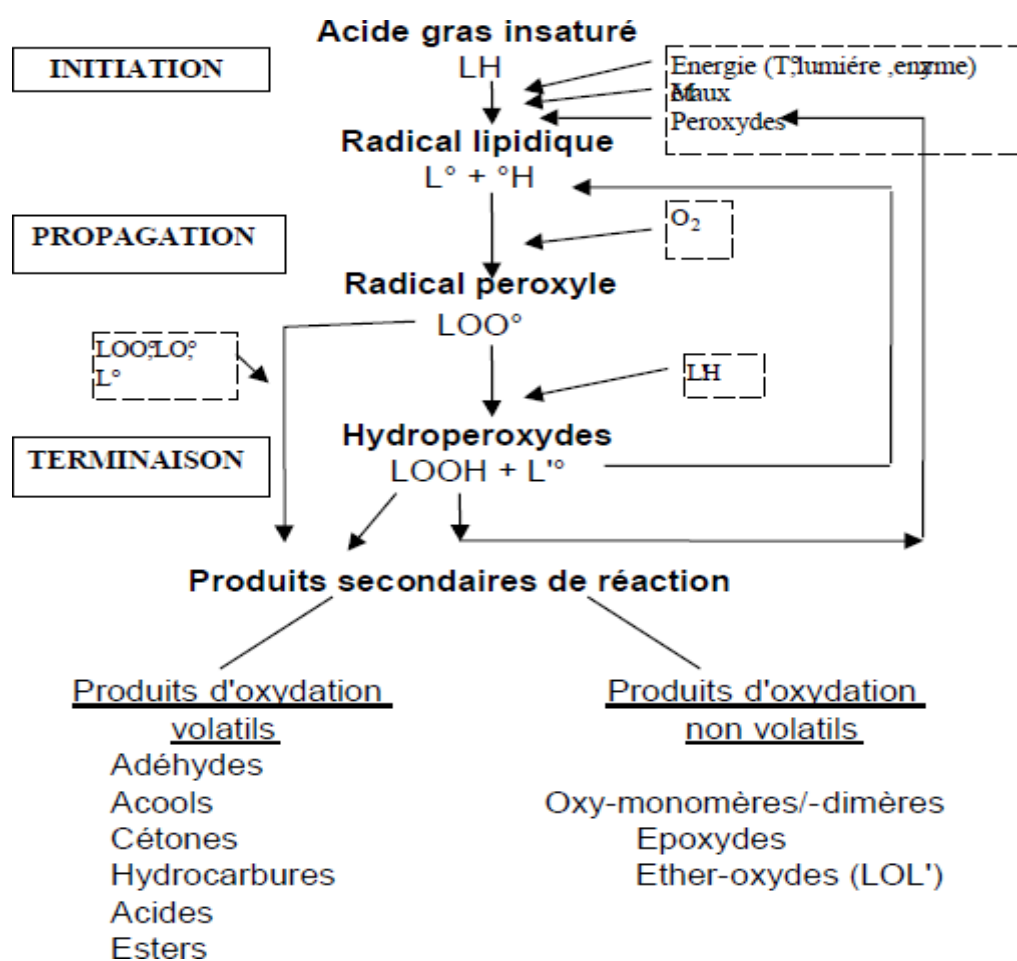 Acide gras insaturé
INITIATION
LH
Energie (T°, lumiére ,enzyme)
Peroxydes
Radical lipidique
L° + °H
PROPAGATION
O₂
Radical peroxyle
LOO°
LOO°, LO°,
L°
L'H
Hydroperoxydes
TERMINAISON
LOOH + L'°
Produits secondaires de réaction
Produits d'oxydation
volatils
Adéhydes
Acools
Cétones
Hydrocarbures
Acides
Esters
Produits d'oxydation
non volatils
Oxy-monomères/-dimères
Epoxydes
Ether-oxydes (LOL')